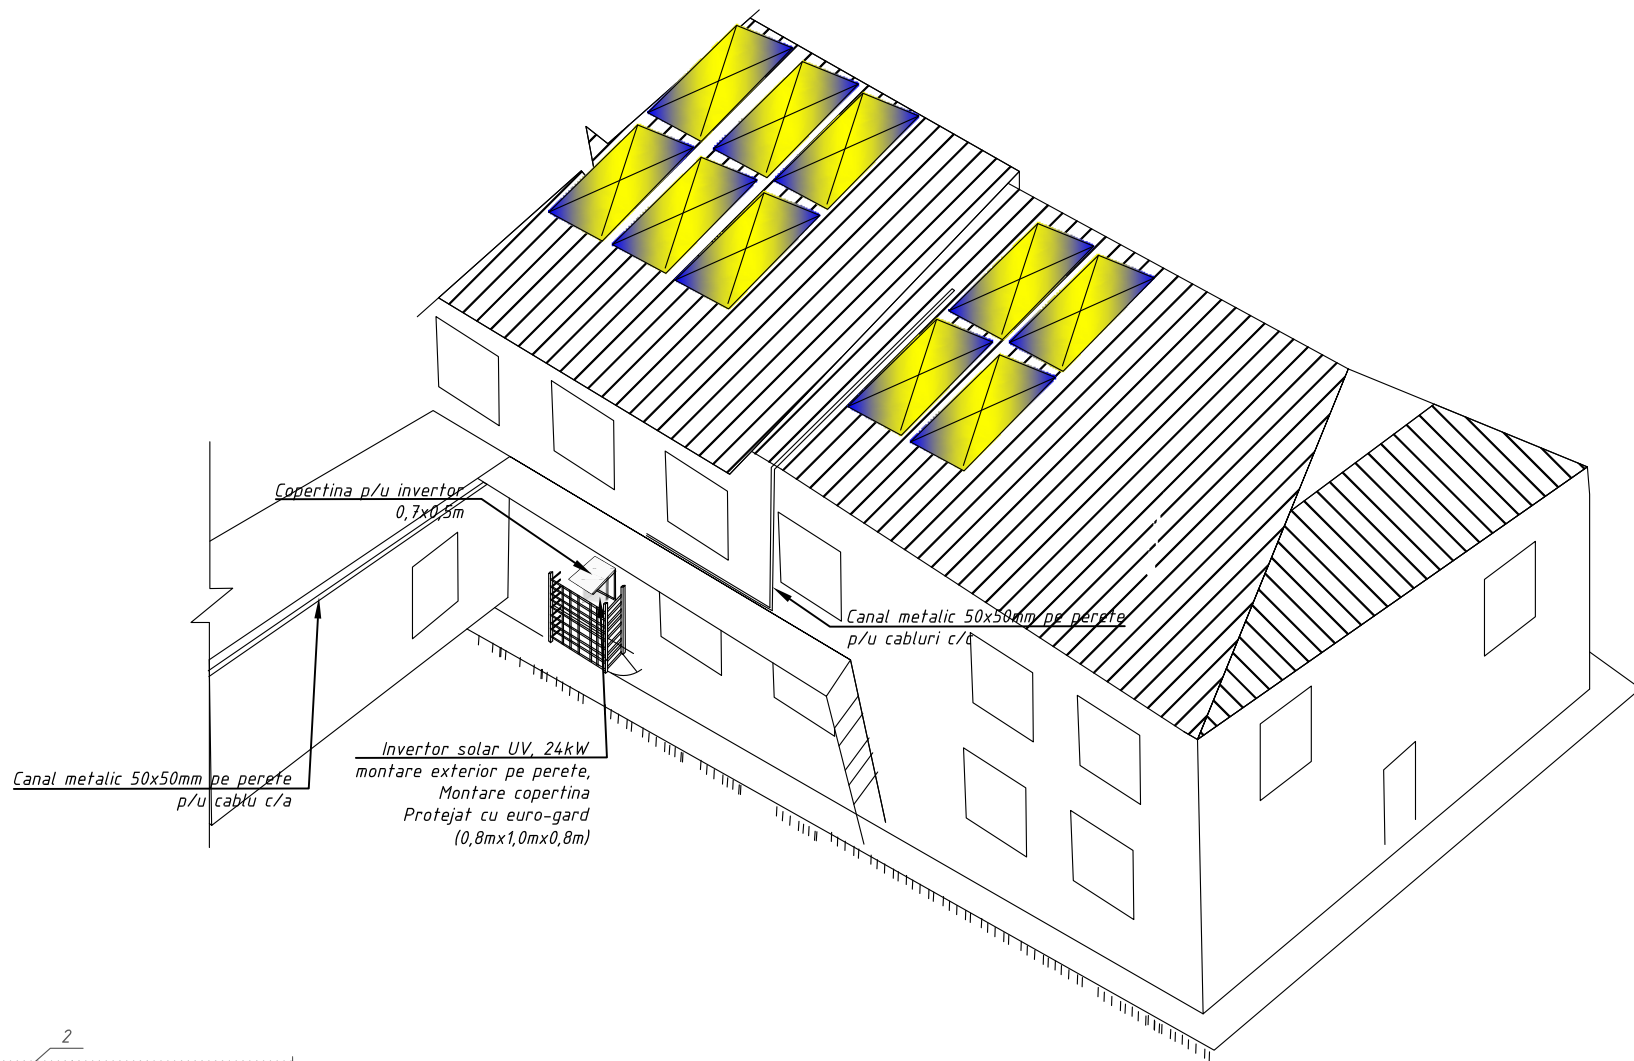 Copertina p/u invertor
0,7x0,5m
Canal metalic 50x50mm pe perete
p/u cabluri c/c
Invertor solar UV, 24kW
montare exterior pe perete,
Montare copertina
Protejat cu euro-gard
(0,8mx1,0mx0,8m)
Canal metalic 50x50mm pe perete
p/u cablu c/a
2